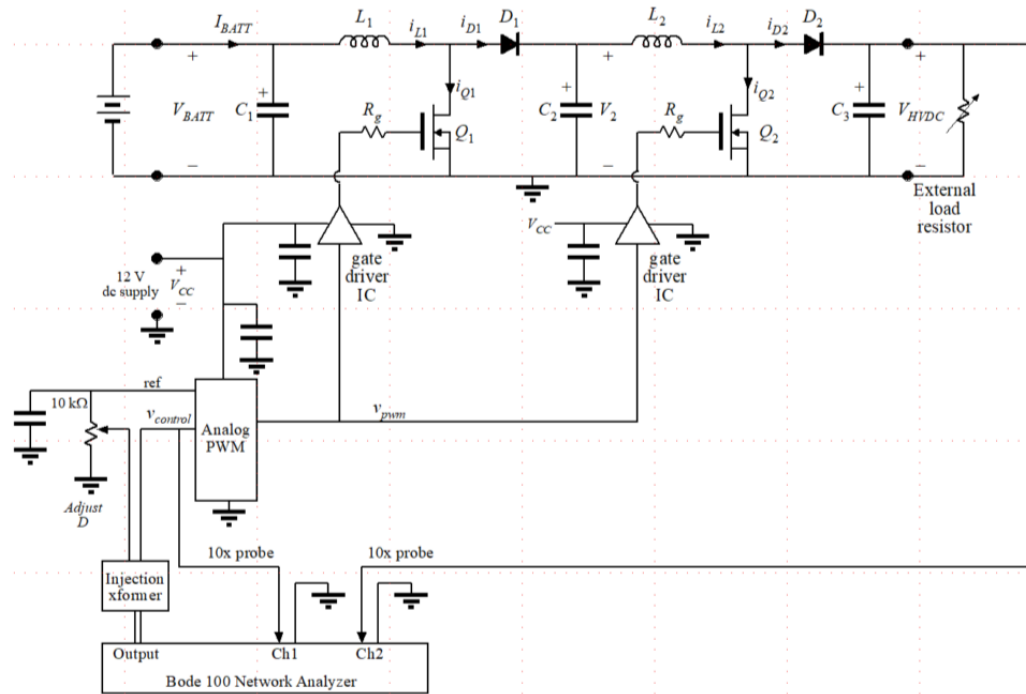 I_BATT
L_1
i_L1
i_D1
D_1
L_2
i_L2
i_D2
D_2
+
V_BATT
−
+
C_1
i_Q1
R_g
Q_1
+
C_2
+
V_2
−
i_Q2
R_g
Q_2
+
C_3
+
V_HVDC
−
External
load
resistor
gate
driver
IC
V_CC
gate
driver
IC
12 V
dc supply
+
V_CC
−
ref
10 kΩ
v_control
Analog
PWM
v_pwm
Adjust
D
10x probe
10x probe
Injection
xformer
Output
Ch1
Ch2
Bode 100 Network Analyzer